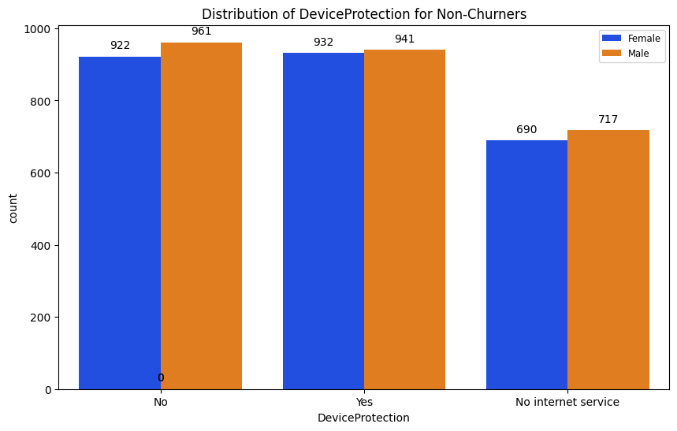 Distribution of DeviceProtection for Non-Churners
Female
Male
922
961
932
941
690
717
0
1000
800
600
400
200
0
count
No
Yes
No internet service
DeviceProtection